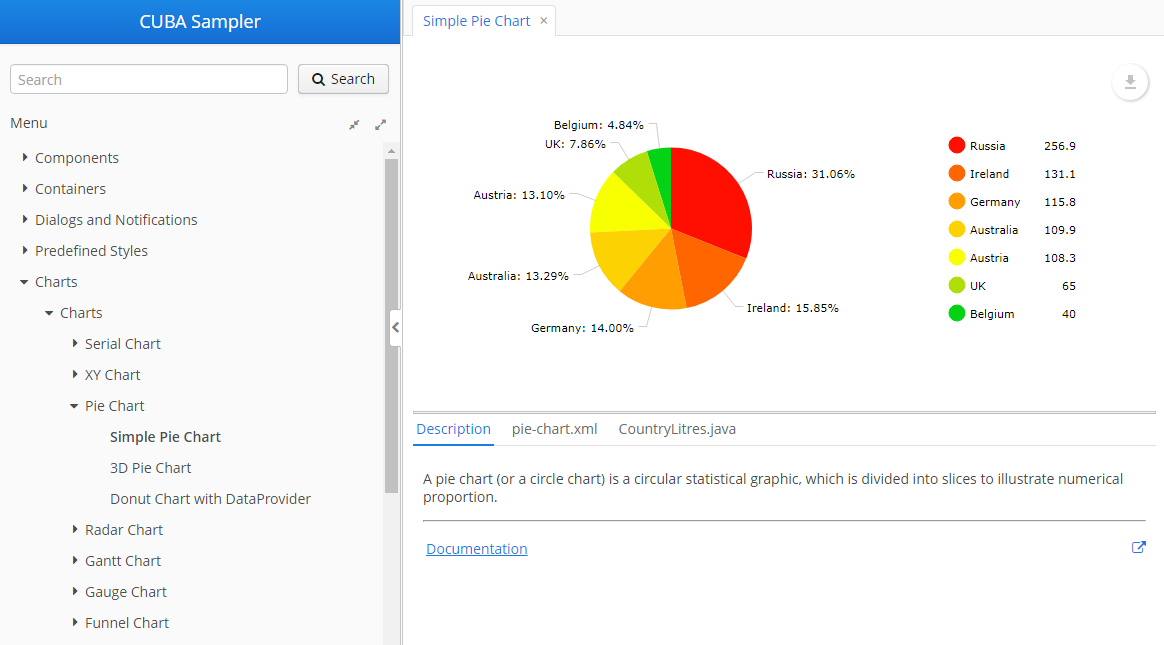 CUBA Sampler
Search
Search
Menu
Components
Containers
Dialogs and Notifications
Predefined Styles
Charts
Charts
Serial Chart
XY Chart
Pie Chart
Simple Pie Chart
3D Pie Chart
Donut Chart with DataProvider
Radar Chart
Gantt Chart
Gauge Chart
Funnel Chart
Simple Pie Chart ×
Belgium: 4.84%
UK: 7.86%
Austria: 13.10%
Australia: 13.29%
Germany: 14.00%
Russia: 31.06%
Ireland: 15.85%
Russia 256.9
Ireland 131.1
Germany 115.8
Australia 109.9
Austria 108.3
UK 65
Belgium 40
Description pie-chart.xml CountryLitres.java
A pie chart (or a circle chart) is a circular statistical graphic, which is divided into slices to illustrate numerical
proportion.
Documentation